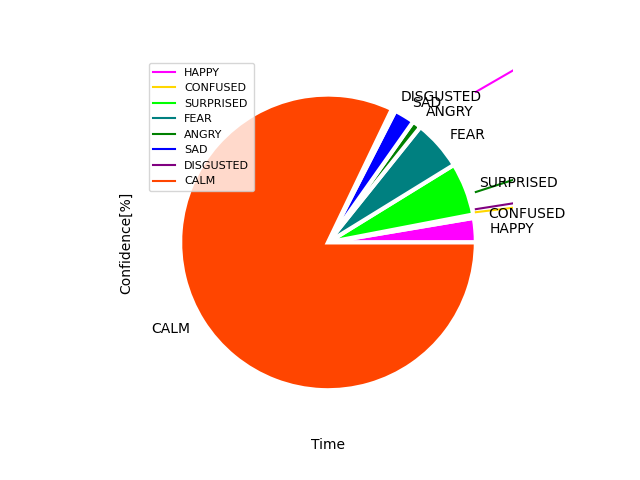 HAPPY
CONFUSED
SURPRISED
FEAR
ANGRY
SAD
DISGUSTED
CALM
DISGUSTED
SAD
ANGRY
FEAR
SURPRISED
CONFUSED
HAPPY
CALM
Confidence[%]
Time